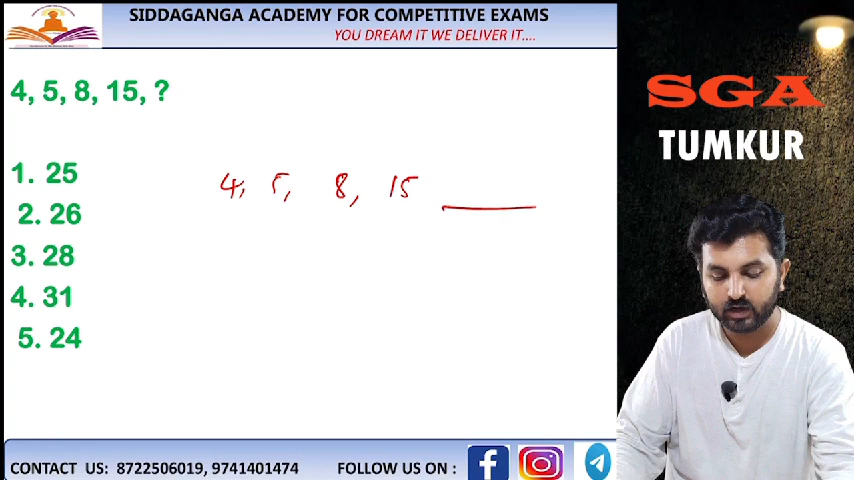 SIDDAGANGA ACADEMY FOR COMPETITIVE EXAMS
YOU DREAM IT WE DELIVER IT....
4, 5, 8, 15, ?
1. 25
2. 26
3. 28
4. 31
5. 24
4, 5, 8, 15
SGA
TUMKUR
CONTACT US: 8722506019, 9741401474
FOLLOW US ON :